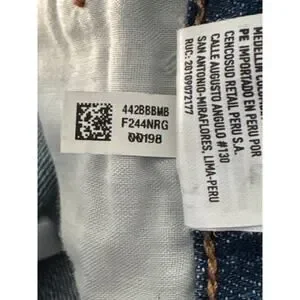 442BBBMB
F244NRG
00198
MEDELLIN COLOMBIA
PE IMPORTADO EN PERU POR
CENCOSUD RETAIL PERU S.A.
CALLE AUGUSTO ANGULO #130
SAN ANTONIO-MIRAFLORES, LIMA-PERU
RUC: 20109072177